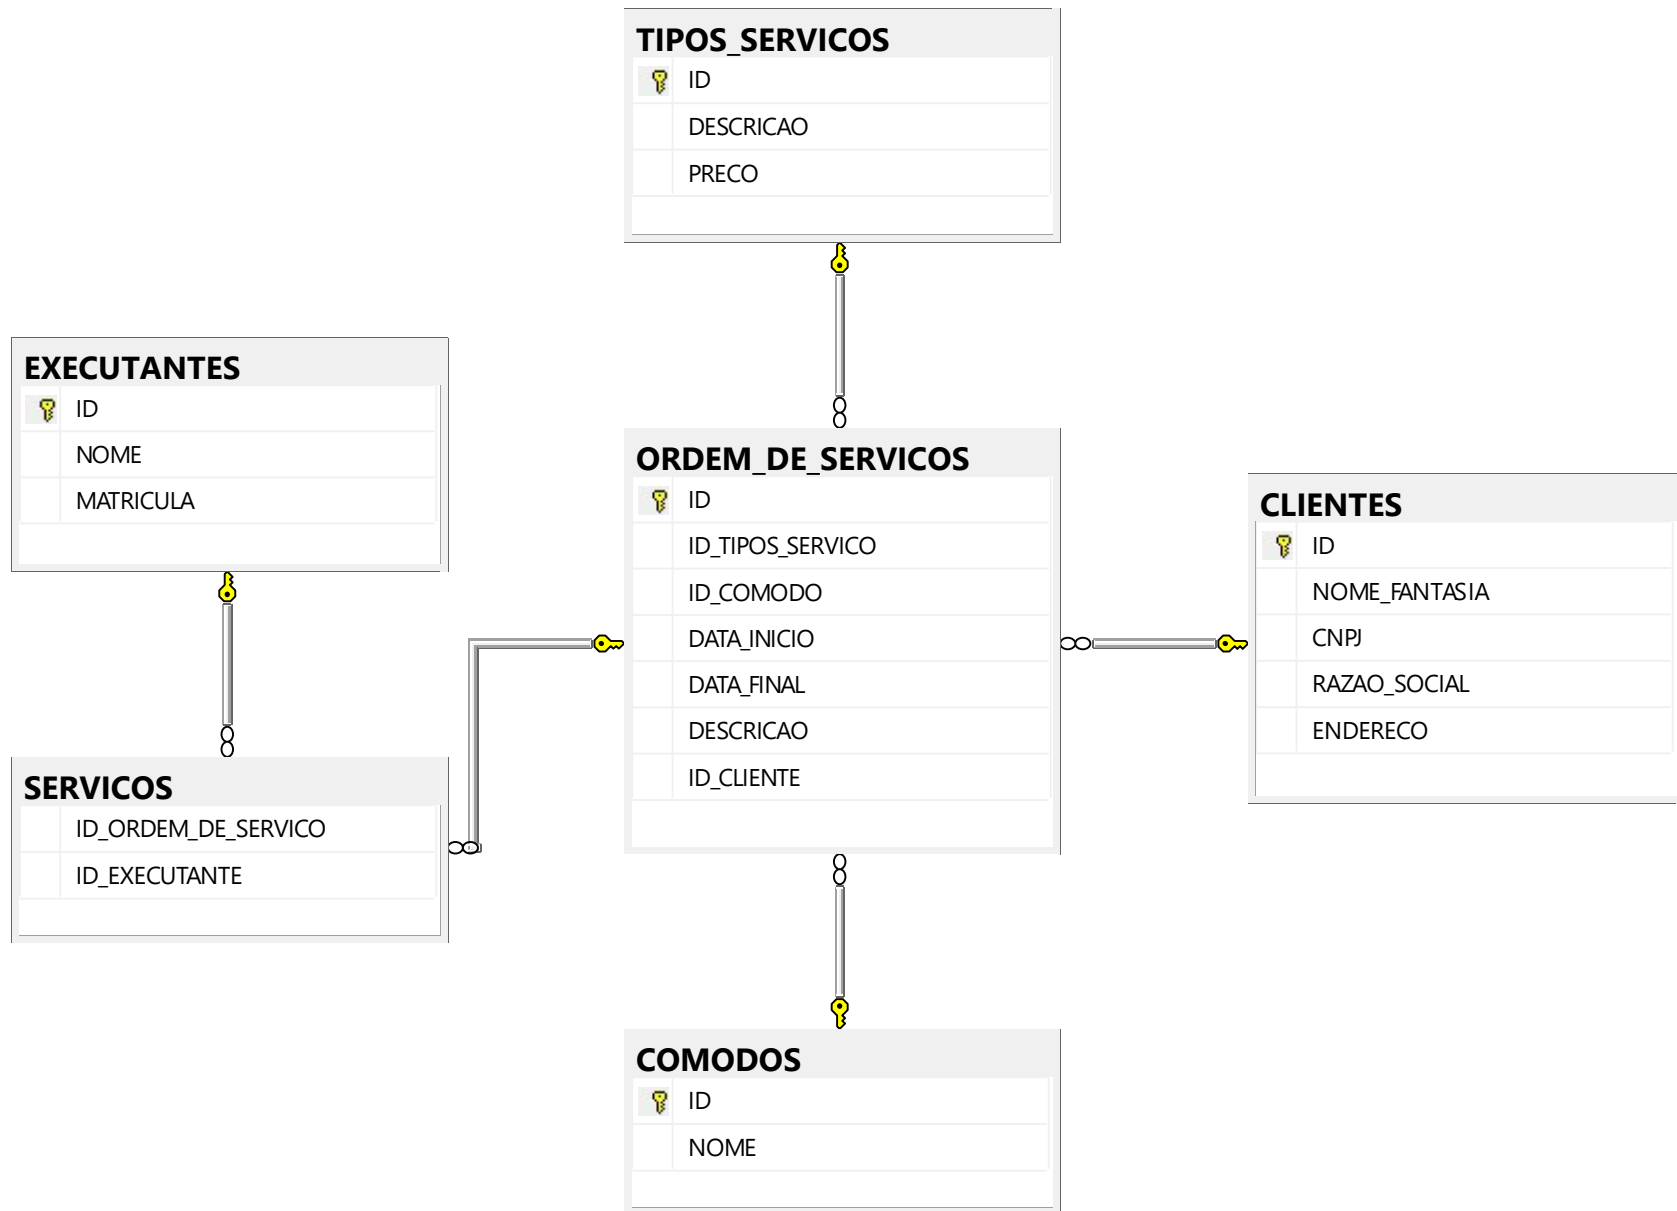 TIPOS_SERVICOS
ID
DESCRICAO
PRECO
EXECUTANTES
ID
NOME
MATRICULA
ORDEM_DE_SERVICOS
ID
ID_TIPOS_SERVICO
ID_COMODO
DATA_INICIO
DATA_FINAL
DESCRICAO
ID_CLIENTE
CLIENTES
ID
NOME_FANTASIA
CNPJ
RAZAO_SOCIAL
ENDERECO
SERVICOS
ID_ORDEM_DE_SERVICO
ID_EXECUTANTE
COMODOS
ID
NOME